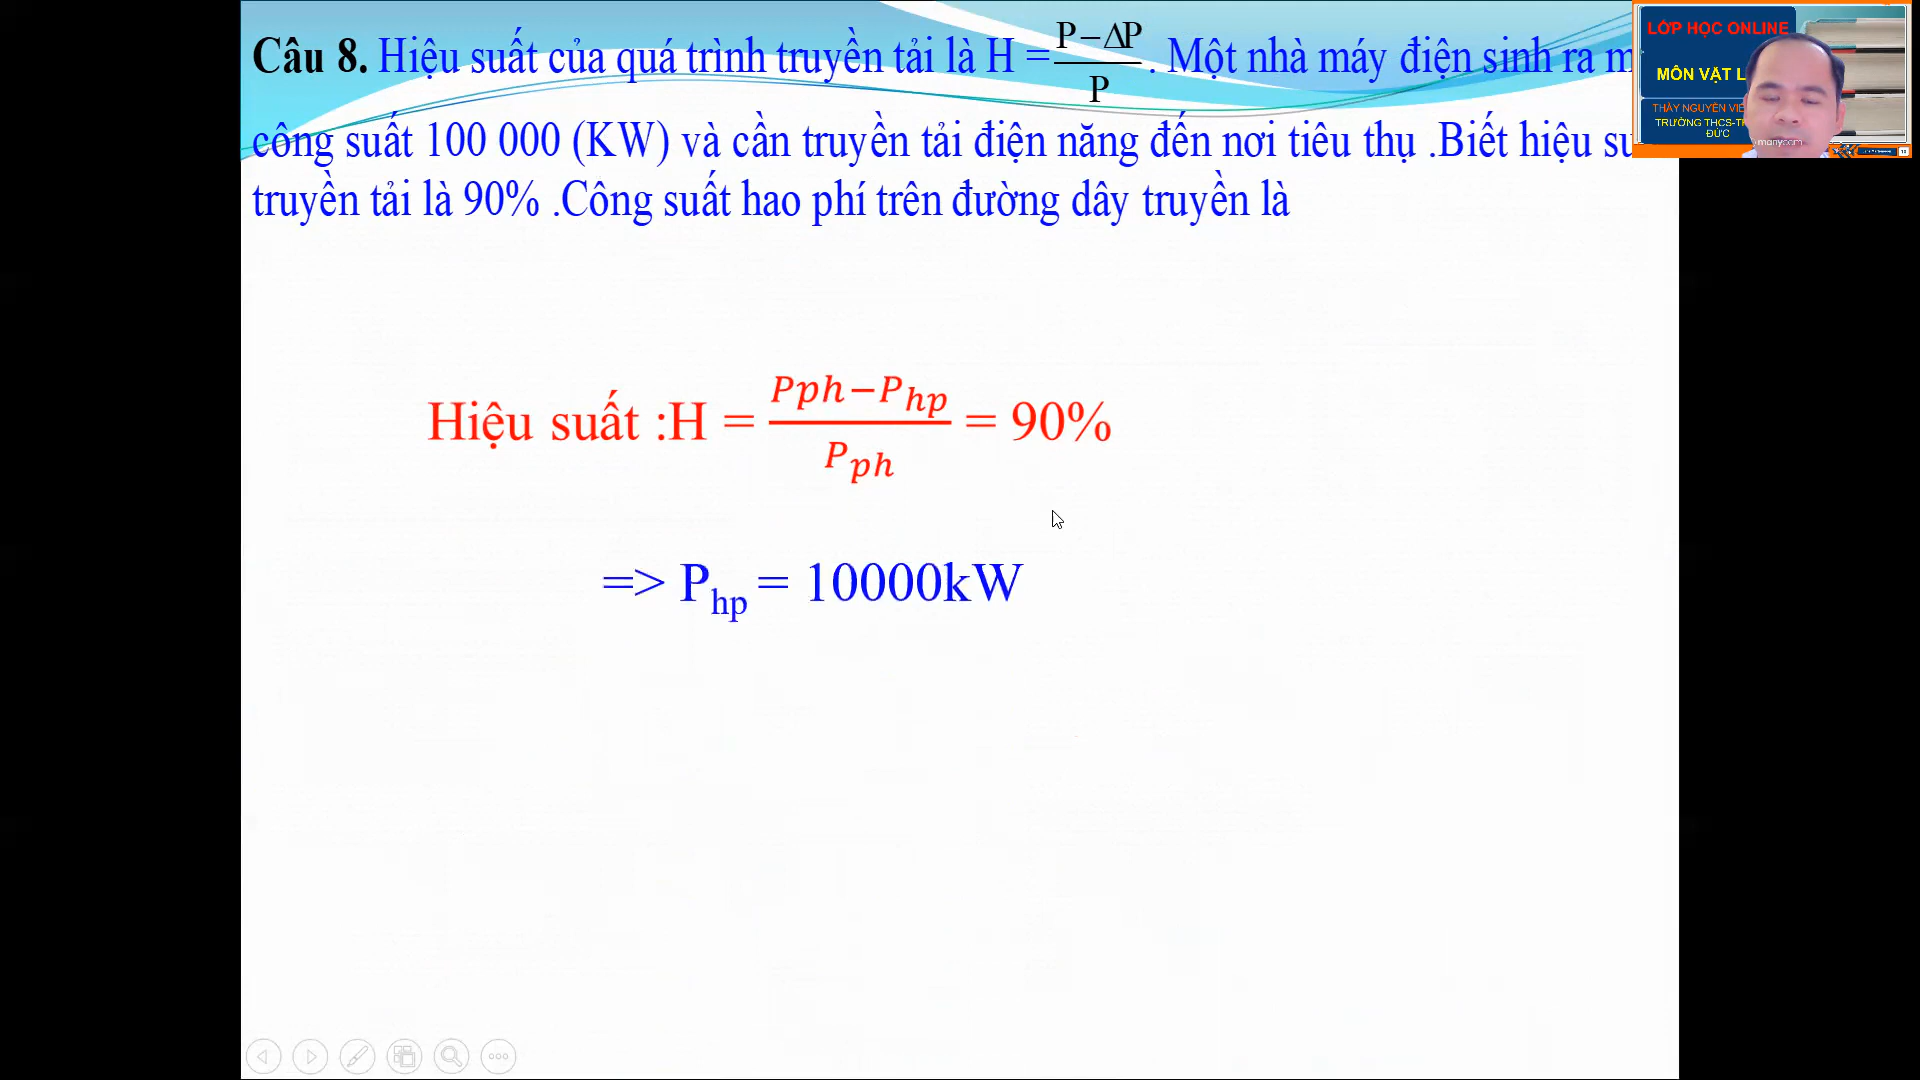 Câu 8. Hiệu suất của quá trình truyền tải là H = P−ΔP / P . Một nhà máy điện sinh ra
công suất 100 000 (KW) và cần truyền tải điện năng đến nơi tiêu thụ .Biết hiệu
truyền tải là 90% .Công suất hao phí trên đường dây truyền là
Hiệu suất :H = Pph−Php / Pph = 90%
=> Php = 10000kW
LỚP HỌC ONLINE
MÔN VẬT
THẦY NGUYỄN
TRƯỜNG
ĐỨC
manycam